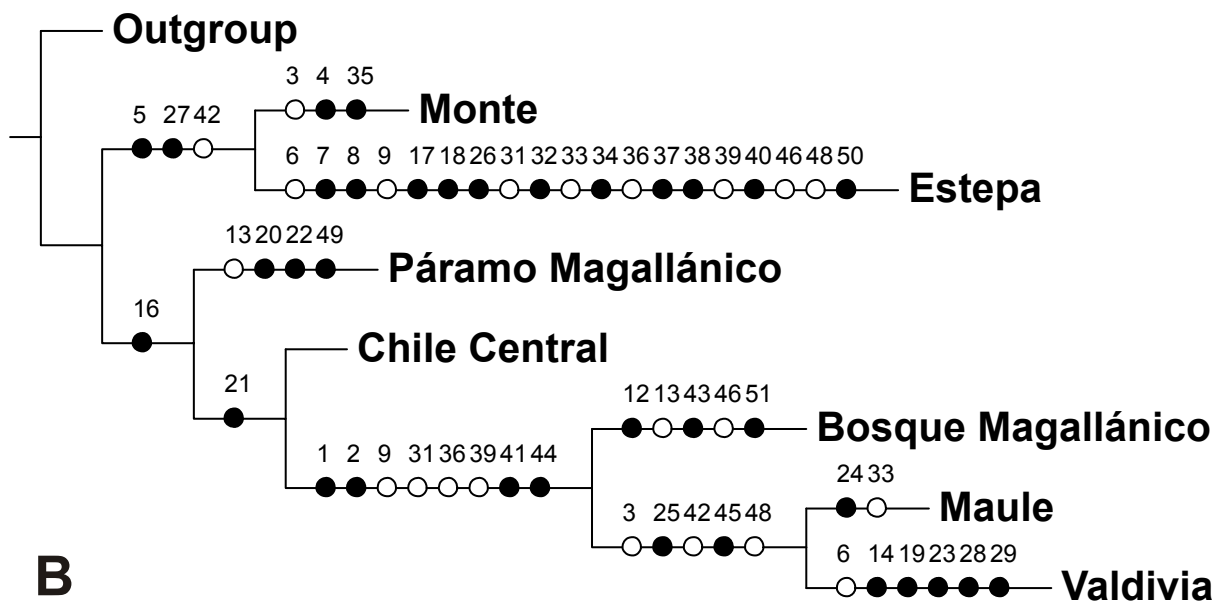 Outgroup
3 4 35
5 27 42
Monte
6 7 8 9 17 18 26 31 32 33 34 36 37 38 39 40 46 48 50
Estepa
13 20 22 49
Páramo Magallánico
16
Chile Central
21
12 13 43 46 51
Bosque Magallánico
1 2 9 31 36 39 41 44
24 33
Maule
3 25 42 45 48
6 14 19 23 28 29
Valdivia
B